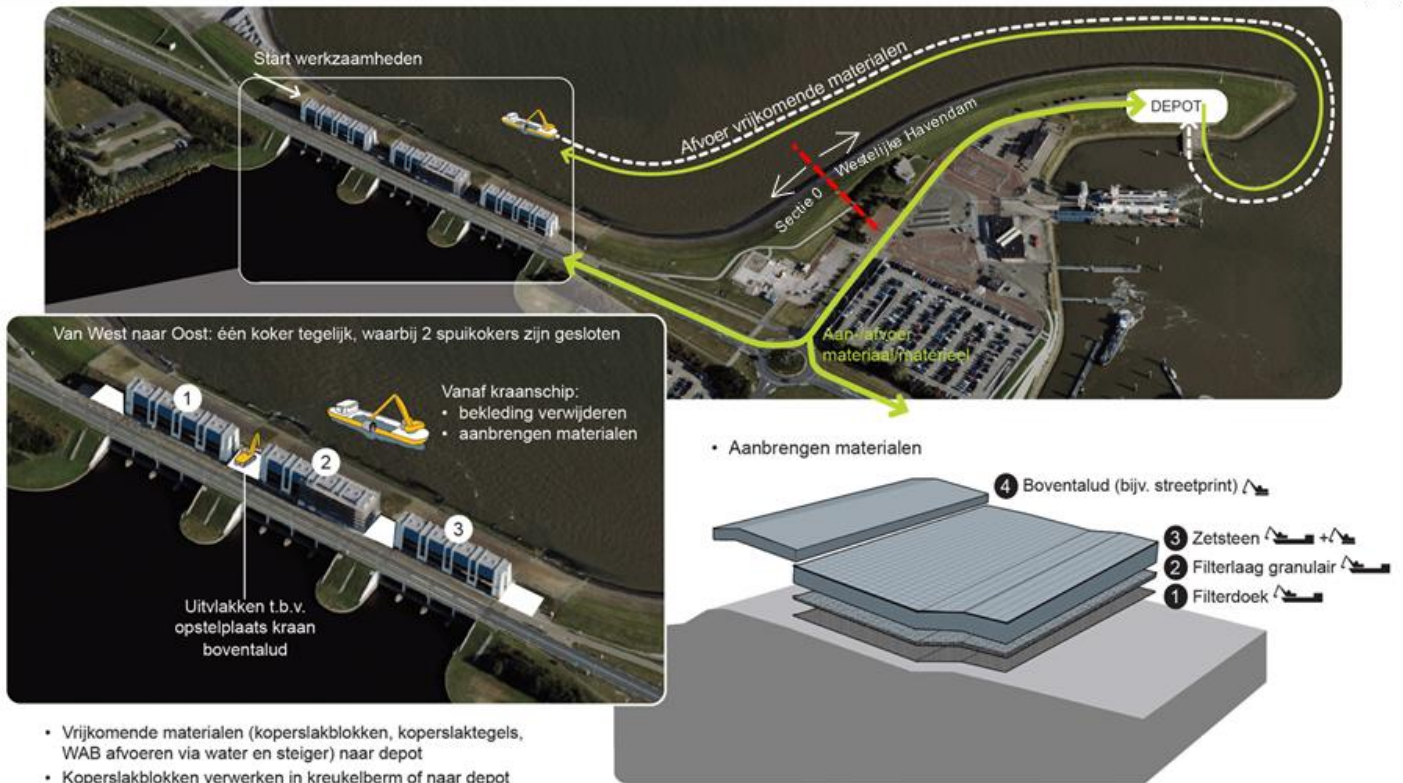 Start werkzaamheden
Afvoer vrijkomende materialen
DEPOT
Sectie 0
Westelijke Havendam
Aan-/afvoer
materiaal/materieel
Van West naar Oost: één koker tegelijk, waarbij 2 spuikokers zijn gesloten
1
2
3
Vanaf kraanschip:
• bekleding verwijderen
• aanbrengen materialen
Uitvlakken t.b.v.
opstelplaats kraan
boventalud
• Aanbrengen materialen
4 Boventalud (bijv. streetprint)
3 Zetsteen +
2 Filterlaag granulair
1 Filterdoek
• Vrijkomende materialen (koperslakblokken, koperslaktegels,
WAB afvoeren via water en steiger) naar depot
• Koperslakblokken verwerken in kreukelberm of naar depot